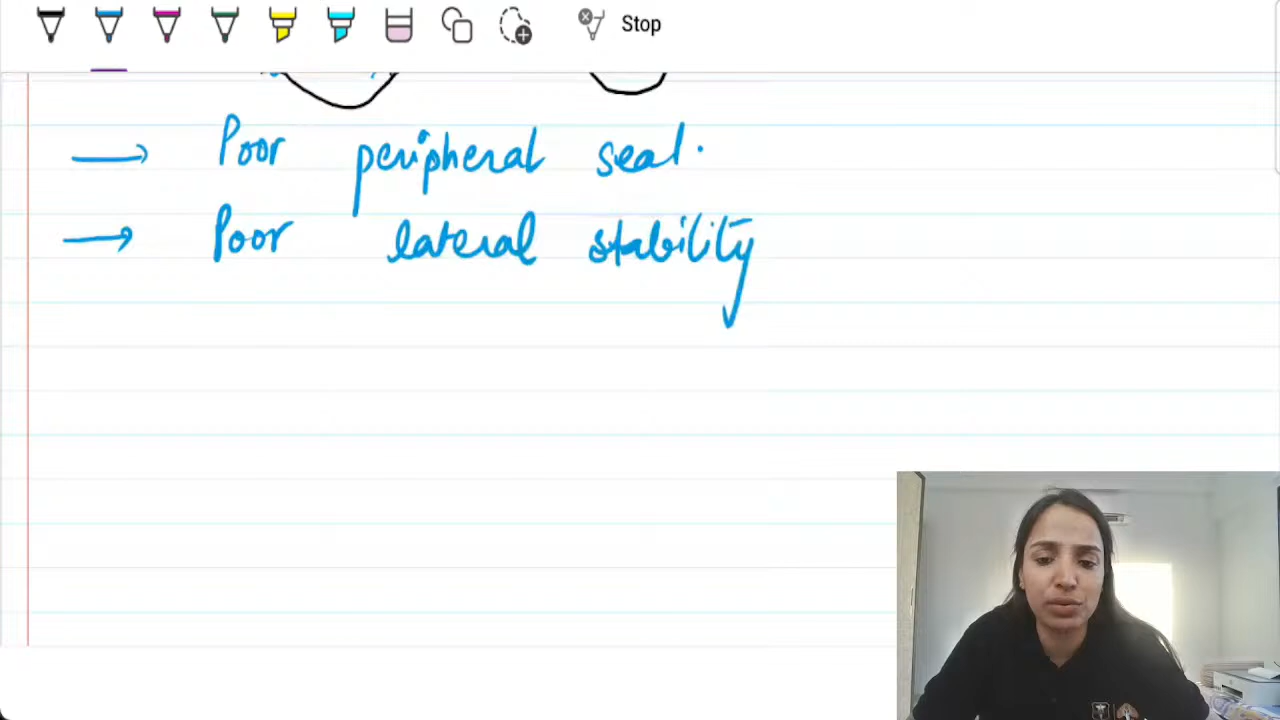 Stop
→ Poor peripheral seal.
→ Poor lateral stability